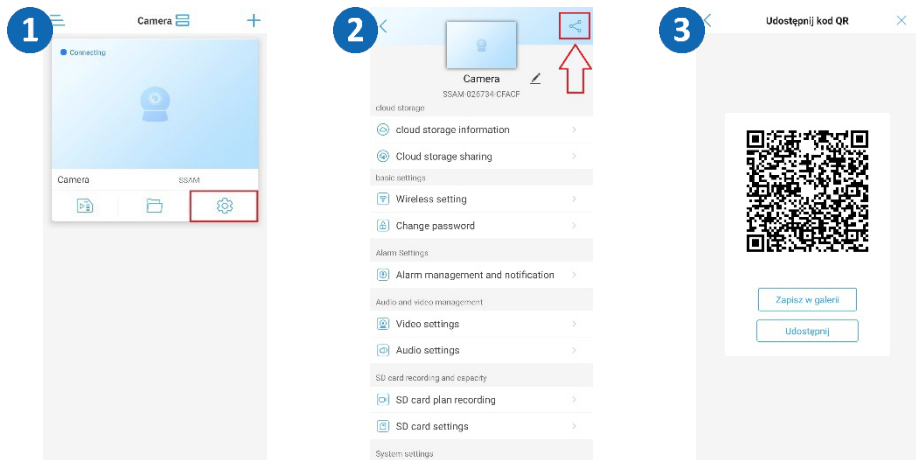 1
Camera
Connecting
Camera SSAM
2
Camera
SSAM-026734-CFACF
cloud storage
cloud storage information
Cloud storage sharing
basic settings
Wireless setting
Change password
Alarm Settings
Alarm management and notification
Audio and video management
Video settings
Audio settings
SD card recording and capacity
SD card plan recording
SD card settings
System settings
3
Udostępnij kod QR
Zapisz w galerii
Udostępnij